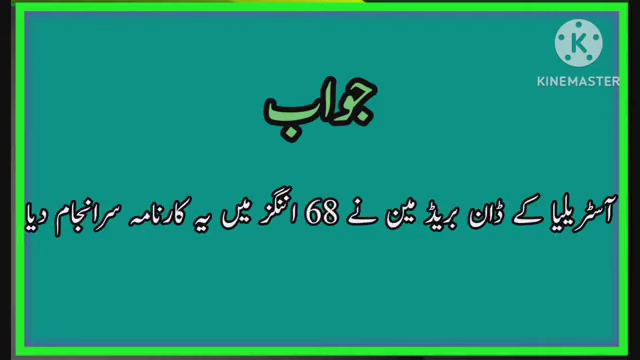 KINEMASTER
جواب
آسٹریلیا کے ڈان بریڈ مین نے 68 اننگز میں یہ کارنامہ سرانجام دیا